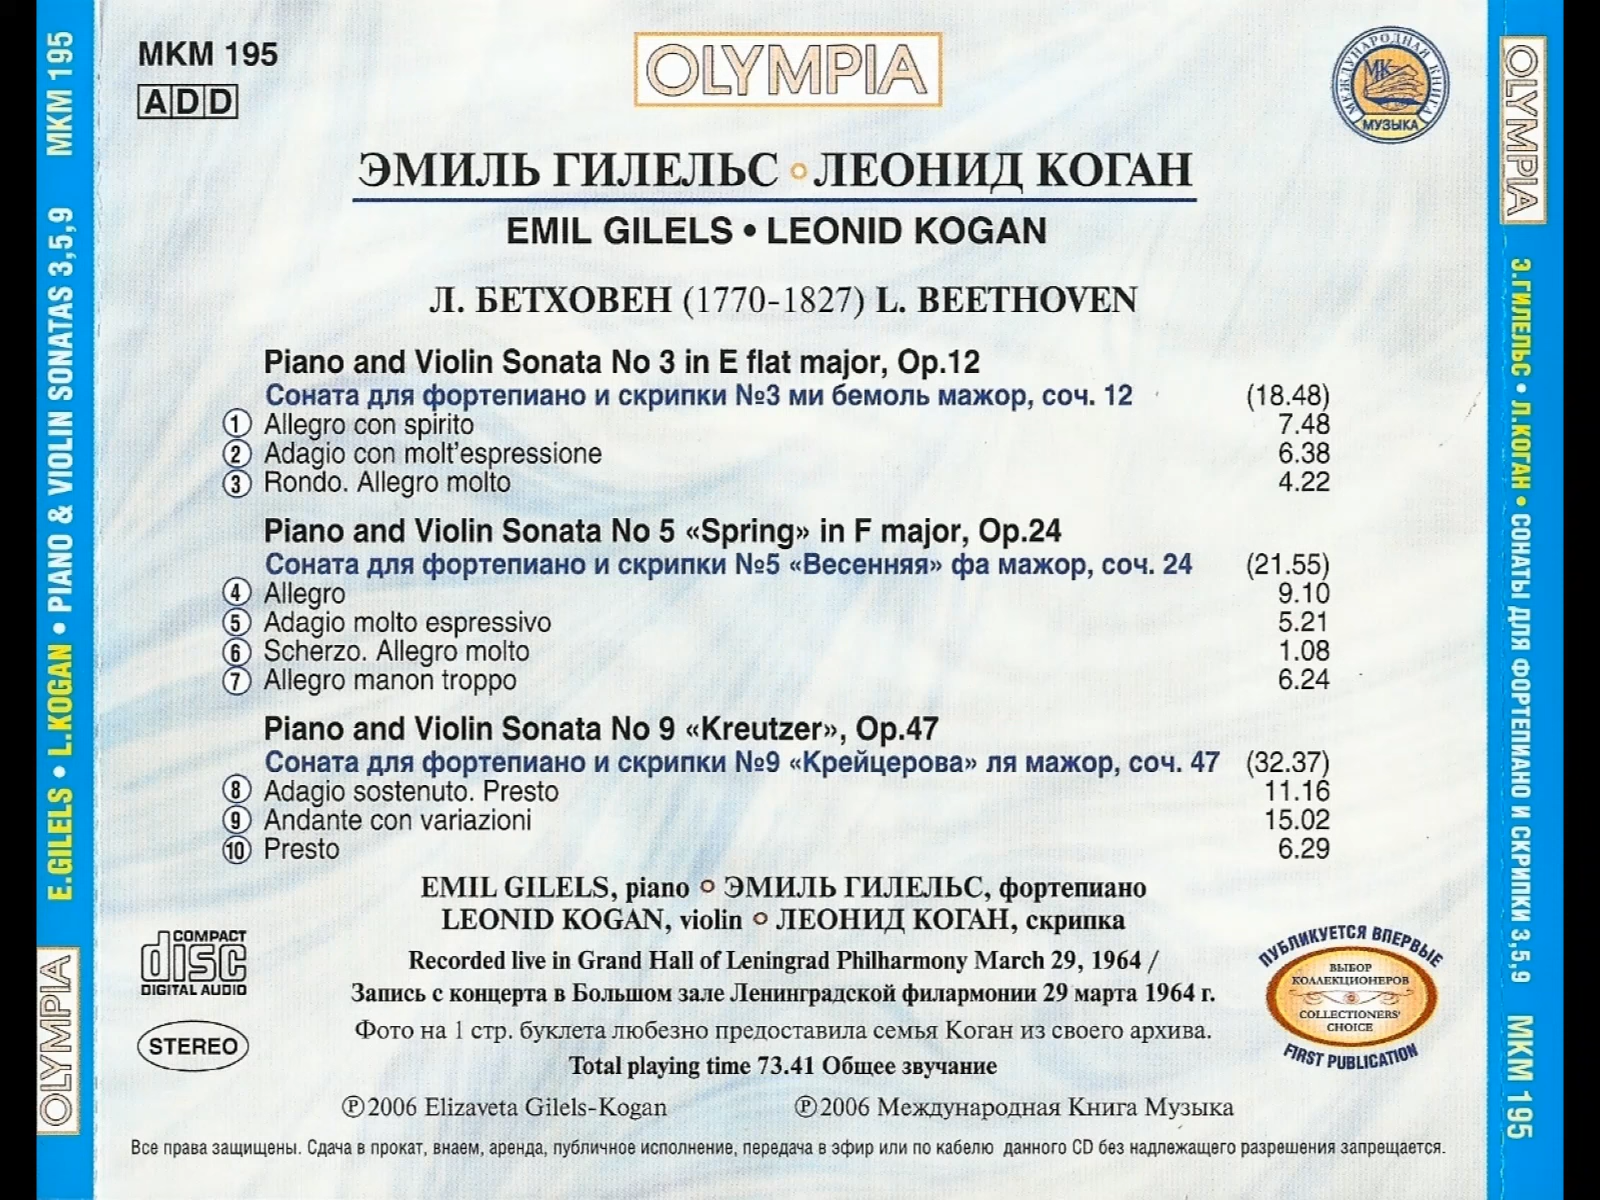 MKM 195
ADD
OLYMPIA
МЕЖДУНАРОДНАЯ КНИГА
МК
МУЗЫКА
ЭМИЛЬ ГИЛЕЛЬС ∘ ЛЕОНИД КОГАН
EMIL GILELS • LEONID KOGAN
Л. БЕТХОВЕН (1770-1827) L. BEETHOVEN
Piano and Violin Sonata No 3 in E flat major, Op.12
Соната для фортепиано и скрипки №3 ми бемоль мажор, соч. 12 (18.48)
1 Allegro con spirito 7.48
2 Adagio con molt'espressione 6.38
3 Rondo. Allegro molto 4.22
Piano and Violin Sonata No 5 «Spring» in F major, Op.24
Соната для фортепиано и скрипки №5 «Весенняя» фа мажор, соч. 24 (21.55)
4 Allegro 9.10
5 Adagio molto espressivo 5.21
6 Scherzo. Allegro molto 1.08
7 Allegro manon troppo 6.24
Piano and Violin Sonata No 9 «Kreutzer», Op.47
Соната для фортепиано и скрипки №9 «Крейцерова» ля мажор, соч. 47 (32.37)
8 Adagio sostenuto. Presto 11.16
9 Andante con variazioni 15.02
10 Presto 6.29
EMIL GILELS, piano ∘ ЭМИЛЬ ГИЛЕЛЬС, фортепиано
LEONID KOGAN, violin ∘ ЛЕОНИД КОГАН, скрипка
Recorded live in Grand Hall of Leningrad Philharmony March 29, 1964 /
Запись с концерта в Большом зале Ленинградской филармонии 29 марта 1964 г.
Фото на 1 стр. буклета любезно предоставила семья Коган из своего архива.
Total playing time 73.41 Общее звучание
℗2006 Elizaveta Gilels-Kogan ℗2006 Международная Книга Музыка
Все права защищены. Сдача в прокат, внаем, аренда, публичное исполнение, передача в эфир или по кабелю данного CD без надлежащего разрешения запрещается.
COMPACT
disc
DIGITAL AUDIO
STEREO
ПУБЛИКУЕТСЯ ВПЕРВЫЕ
ВЫБОР
КОЛЛЕКЦИОНЕРОВ
COLLECTIONERS'
CHOICE
FIRST PUBLICATION
OLYMPIA E.GILELS • L.KOGAN • PIANO & VIOLIN SONATAS 3,5,9 MKM 195
OLYMPIA Э.ГИЛЕЛЬС • Л.КОГАН • СОНАТЫ ДЛЯ ФОРТЕПИАНО И СКРИПКИ 3,5,9 MKM 195